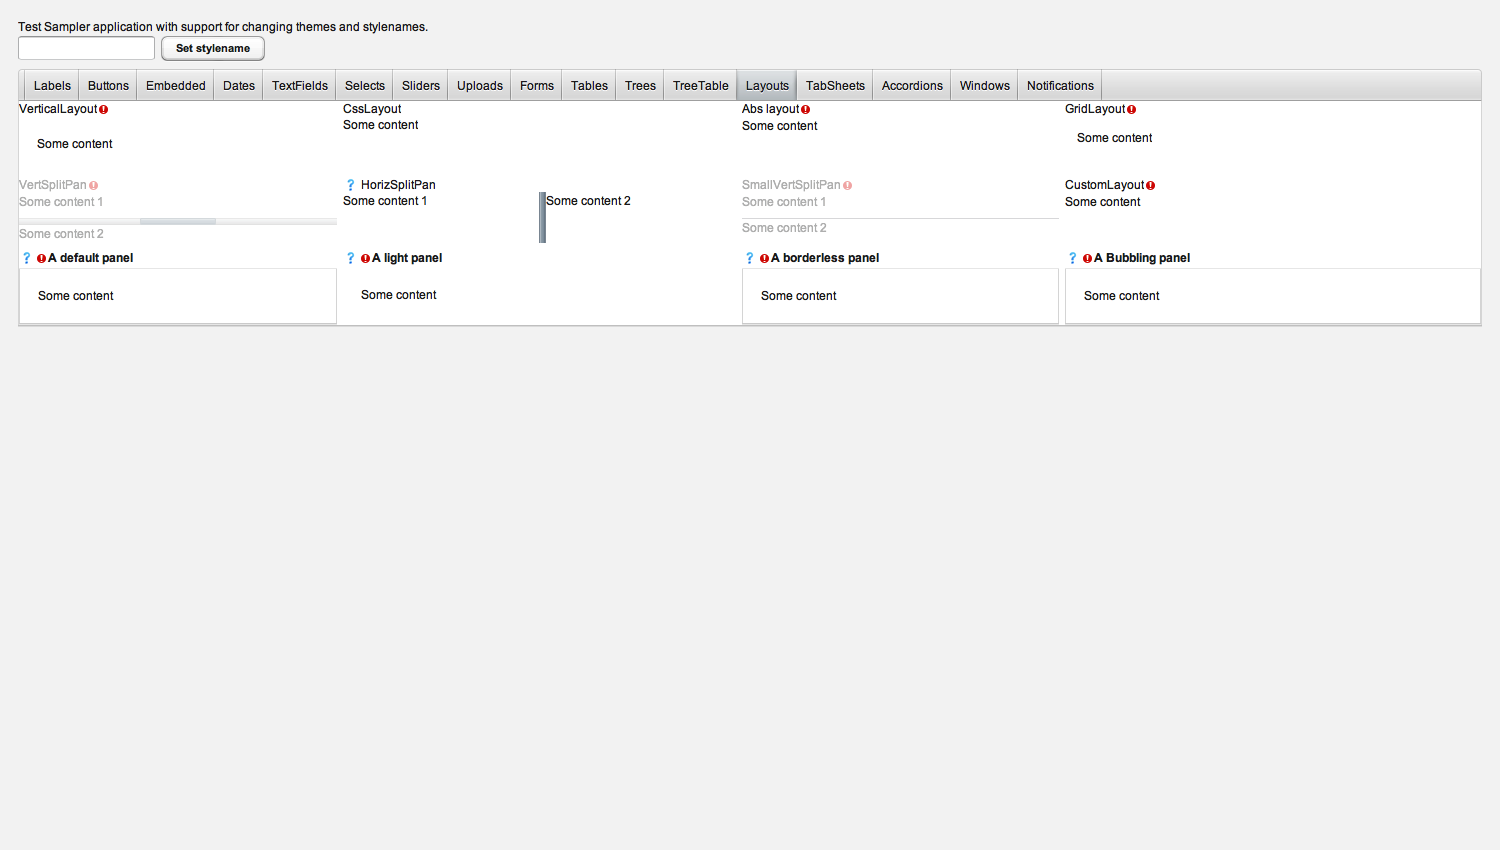 Test Sampler application with support for changing themes and stylenames.
Set stylename
Labels Buttons Embedded Dates TextFields Selects Sliders Uploads Forms Tables Trees TreeTable Layouts TabSheets Accordions Windows Notifications
VerticalLayout CssLayout Abs layout GridLayout
Some content Some content
Some content Some content
VertSplitPan ? HorizSplitPan SmallVertSplitPan CustomLayout
Some content 1 Some content 1 Some content 2 Some content 1 Some content
Some content 2 Some content 2
? A default panel ? A light panel ? A borderless panel ? A Bubbling panel
Some content Some content Some content Some content